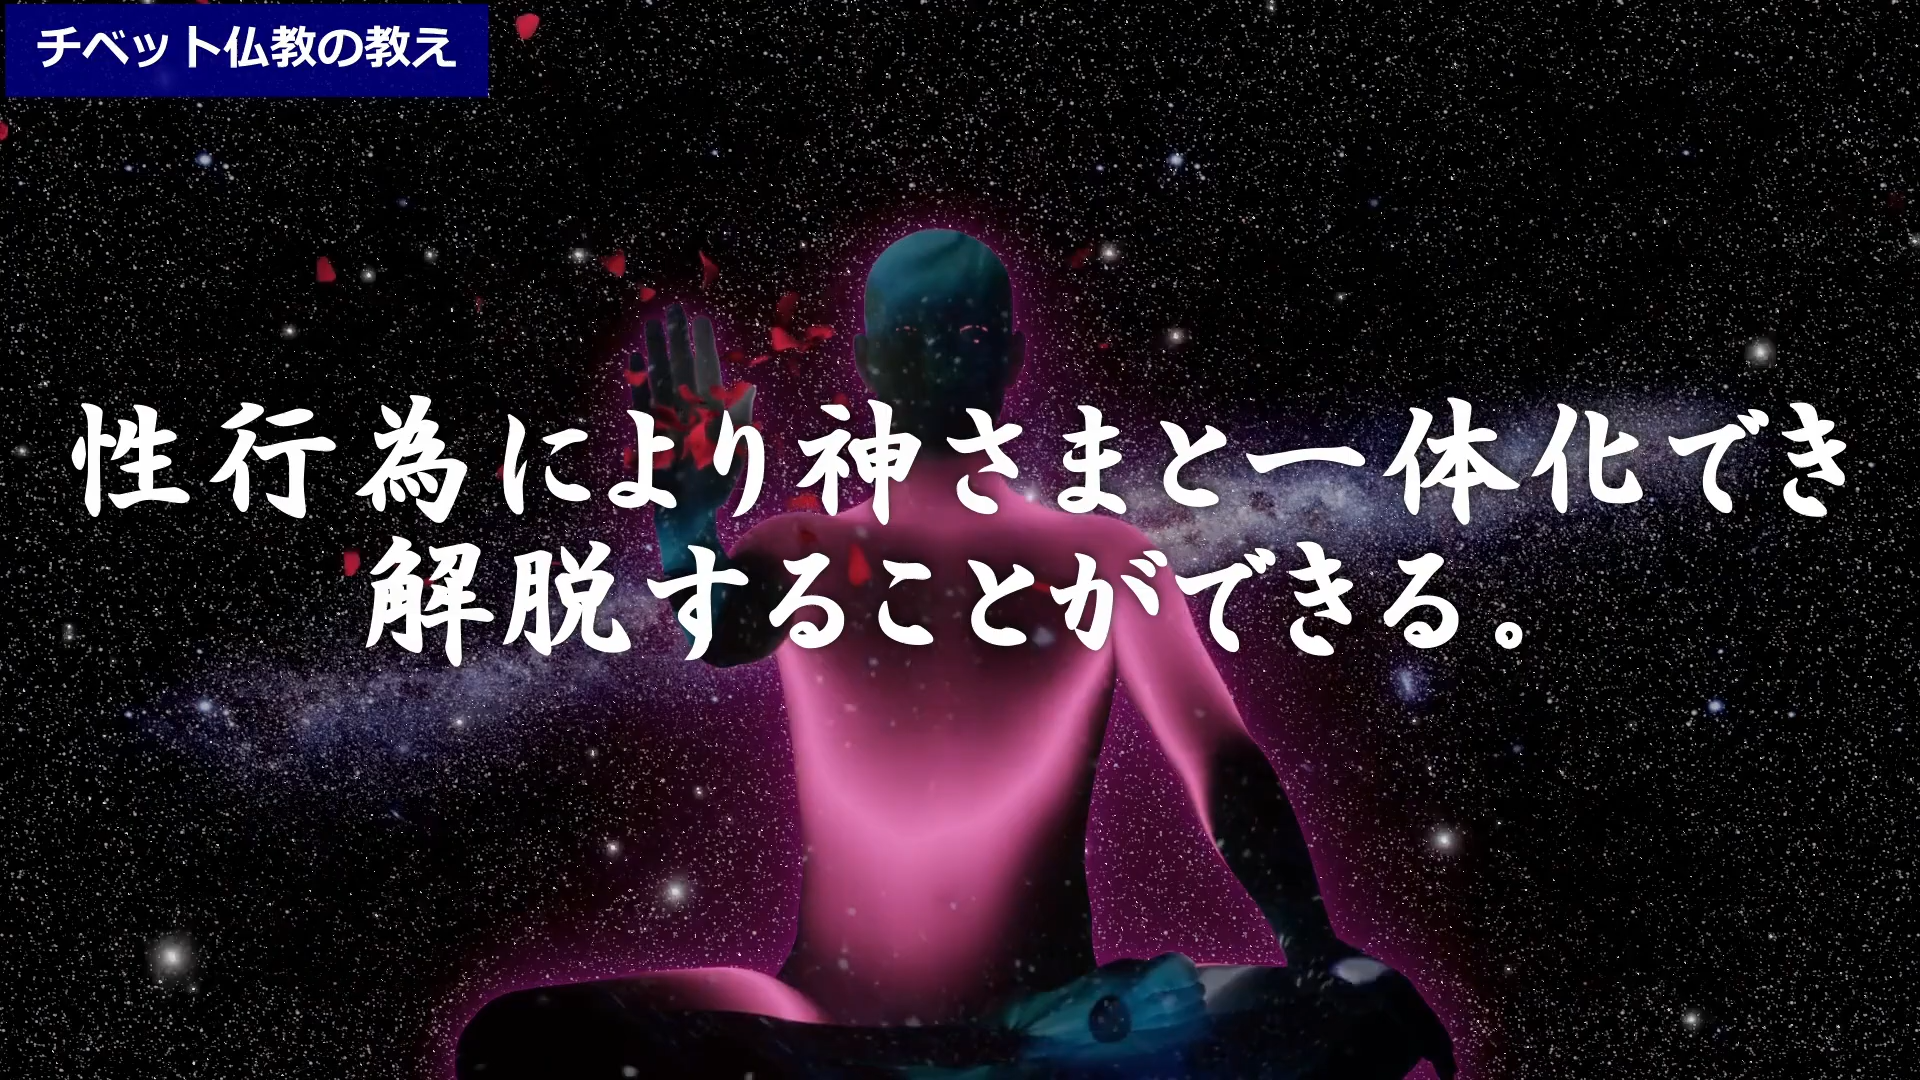 チベット仏教の教え
性行為により神さまと一体化でき
解脱することができる。